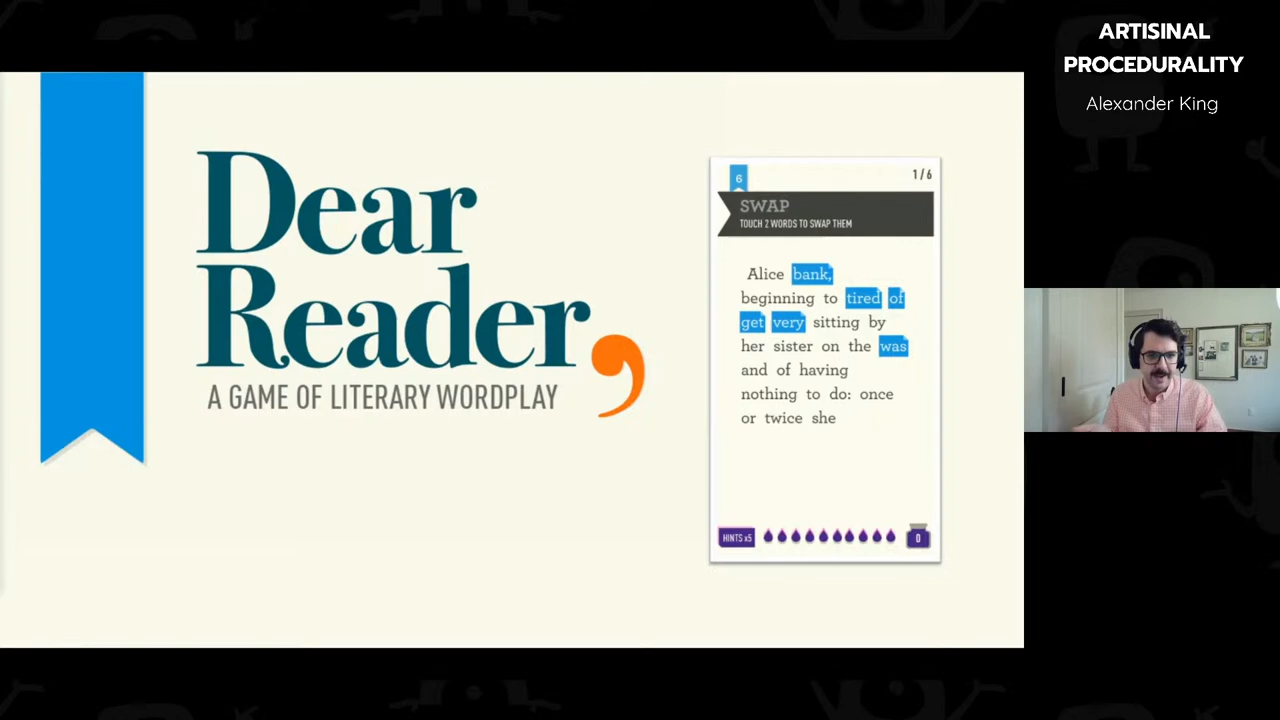 ARTISINAL
PROCEDURALITY
Alexander King
Dear
Reader,
A GAME OF LITERARY WORDPLAY
6
1/6
SWAP
TOUCH 2 WORDS TO SWAP THEM
Alice bank,
beginning to tired of
get very sitting by
her sister on the was
and of having
nothing to do: once
or twice she
HINTS x5
0